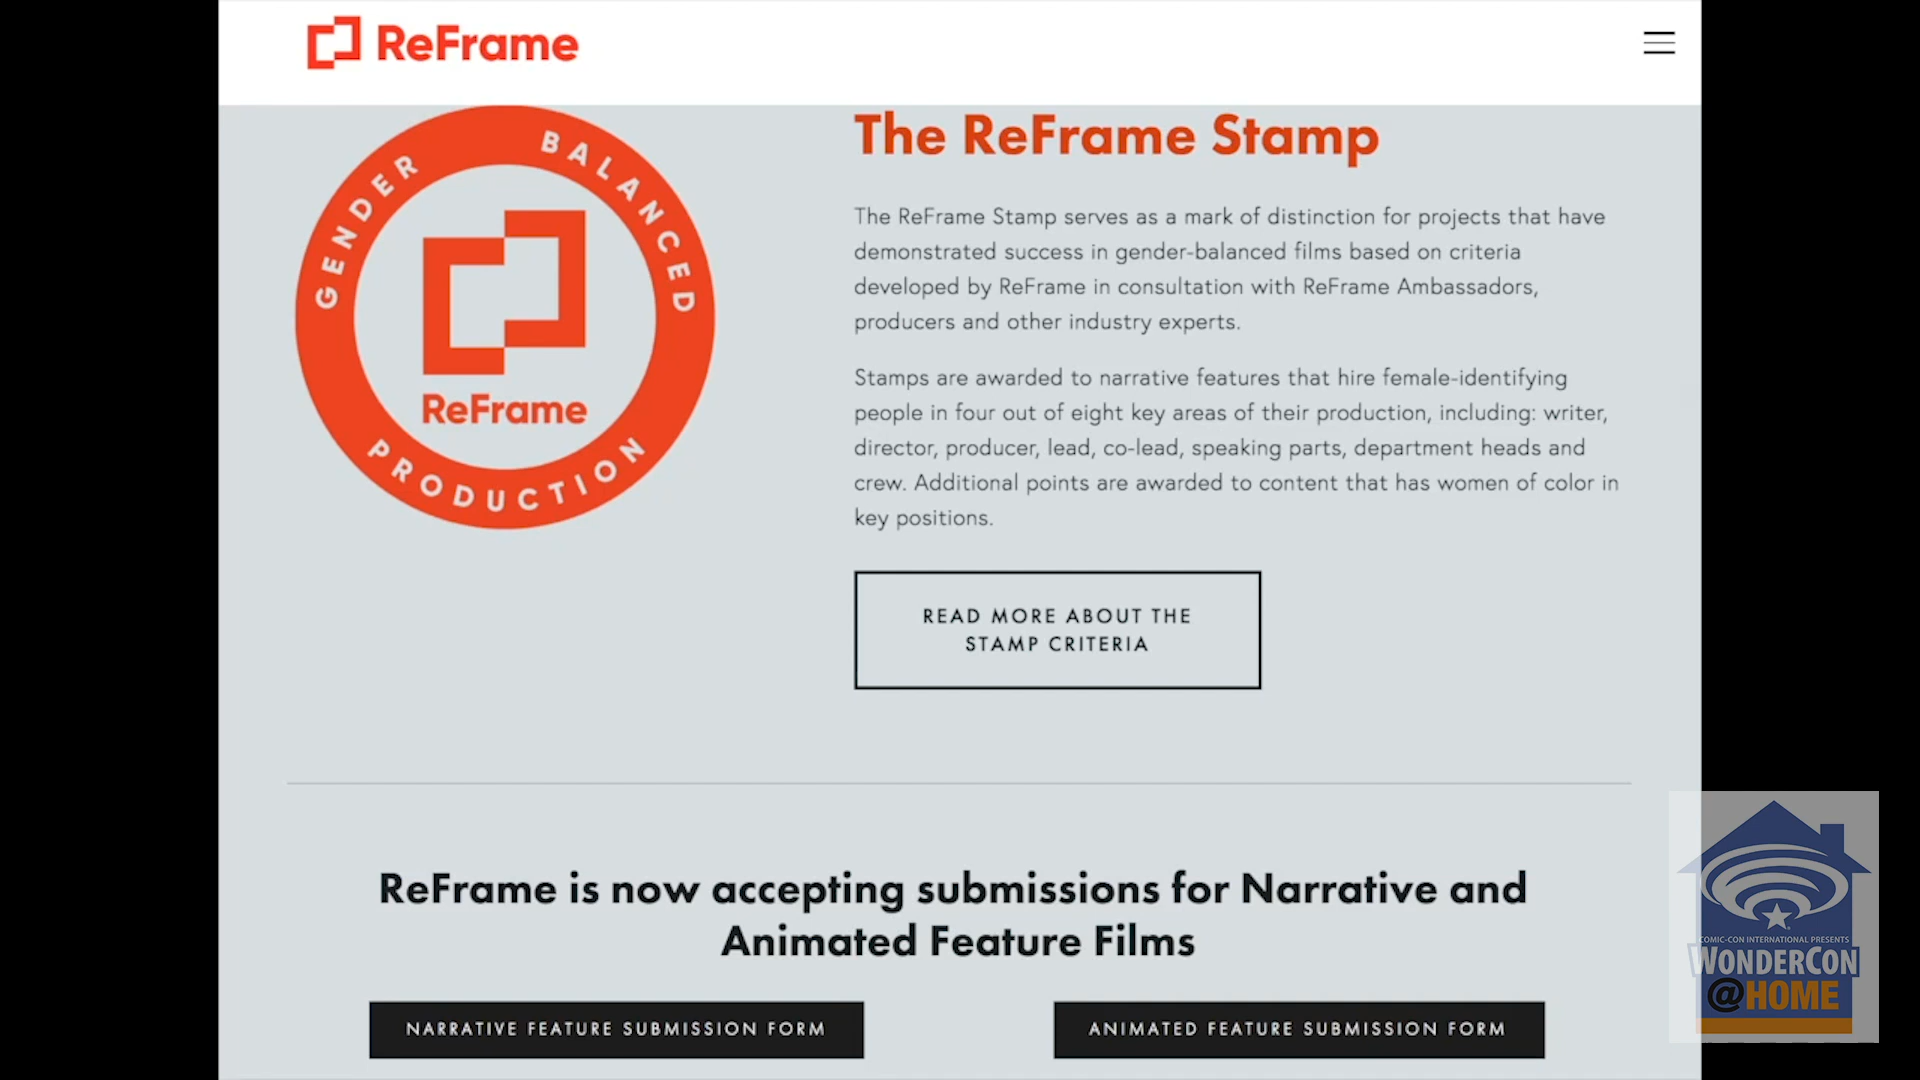 ReFrame
GENDER BALANCED
PRODUCTION
ReFrame
The ReFrame Stamp
The ReFrame Stamp serves as a mark of distinction for projects that have
demonstrated success in gender-balanced films based on criteria
developed by ReFrame in consultation with ReFrame Ambassadors,
producers and other industry experts.
Stamps are awarded to narrative features that hire female-identifying
people in four out of eight key areas of their production, including: writer,
director, producer, lead, co-lead, speaking parts, department heads and
crew. Additional points are awarded to content that has women of color in
key positions.
READ MORE ABOUT THE
STAMP CRITERIA
ReFrame is now accepting submissions for Narrative and
Animated Feature Films
NARRATIVE FEATURE SUBMISSION FORM
ANIMATED FEATURE SUBMISSION FORM
COMIC-CON INTERNATIONAL PRESENTS
WONDERCON
@HOME